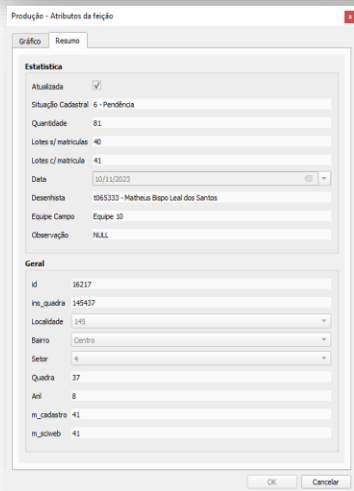 Produção - Atributos da feição
x
Gráfico Resumo
Estatística
Atualizada
Situação Cadastral 6 - Pendência
Quantidade 81
Lotes s/ matrículas 40
Lotes c/ matrícula 41
Data 10/11/2023
Desenhista t065333 - Matheus Bispo Leal dos Santos
Equipe Campo Equipe 10
Observação NULL
Geral
id 16217
ins_quadra 145437
Localidade 145
Bairro Centro
Setor 4
Quadra 37
Anl 8
m_cadastro 41
m_sciweb 41
OK Cancelar